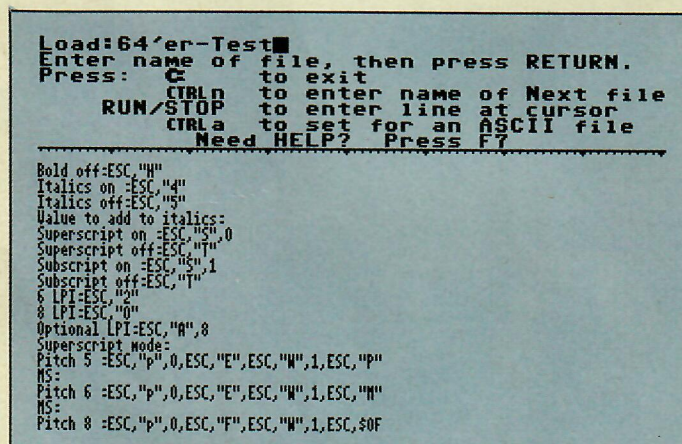 Load:64'er-Test
Enter name of file, then press RETURN.
Press: C= to exit
CTRL n to enter name of Next file
RUN/STOP to enter line at cursor
CTRL a to set for an ASCII file
Need HELP? Press F7
Bold off:ESC,"H"
Italics on :ESC,"4"
Italics off:ESC,"5"
Value to add to italics:
Superscript on :ESC,"S",0
Superscript off:ESC,"T"
Subscript on :ESC,"S",1
Subscript off:ESC,"T"
6 LPI:ESC,"2"
8 LPI:ESC,"0"
Optional LPI:ESC,"A",8
Superscript mode:
Pitch 5 :ESC,"p",0,ESC,"E",ESC,"W",1,ESC,"P"
MS:
Pitch 6 :ESC,"p",0,ESC,"E",ESC,"W",1,ESC,"M"
MS:
Pitch 8 :ESC,"p",0,ESC,"F",ESC,"W",1,ESC,$0F